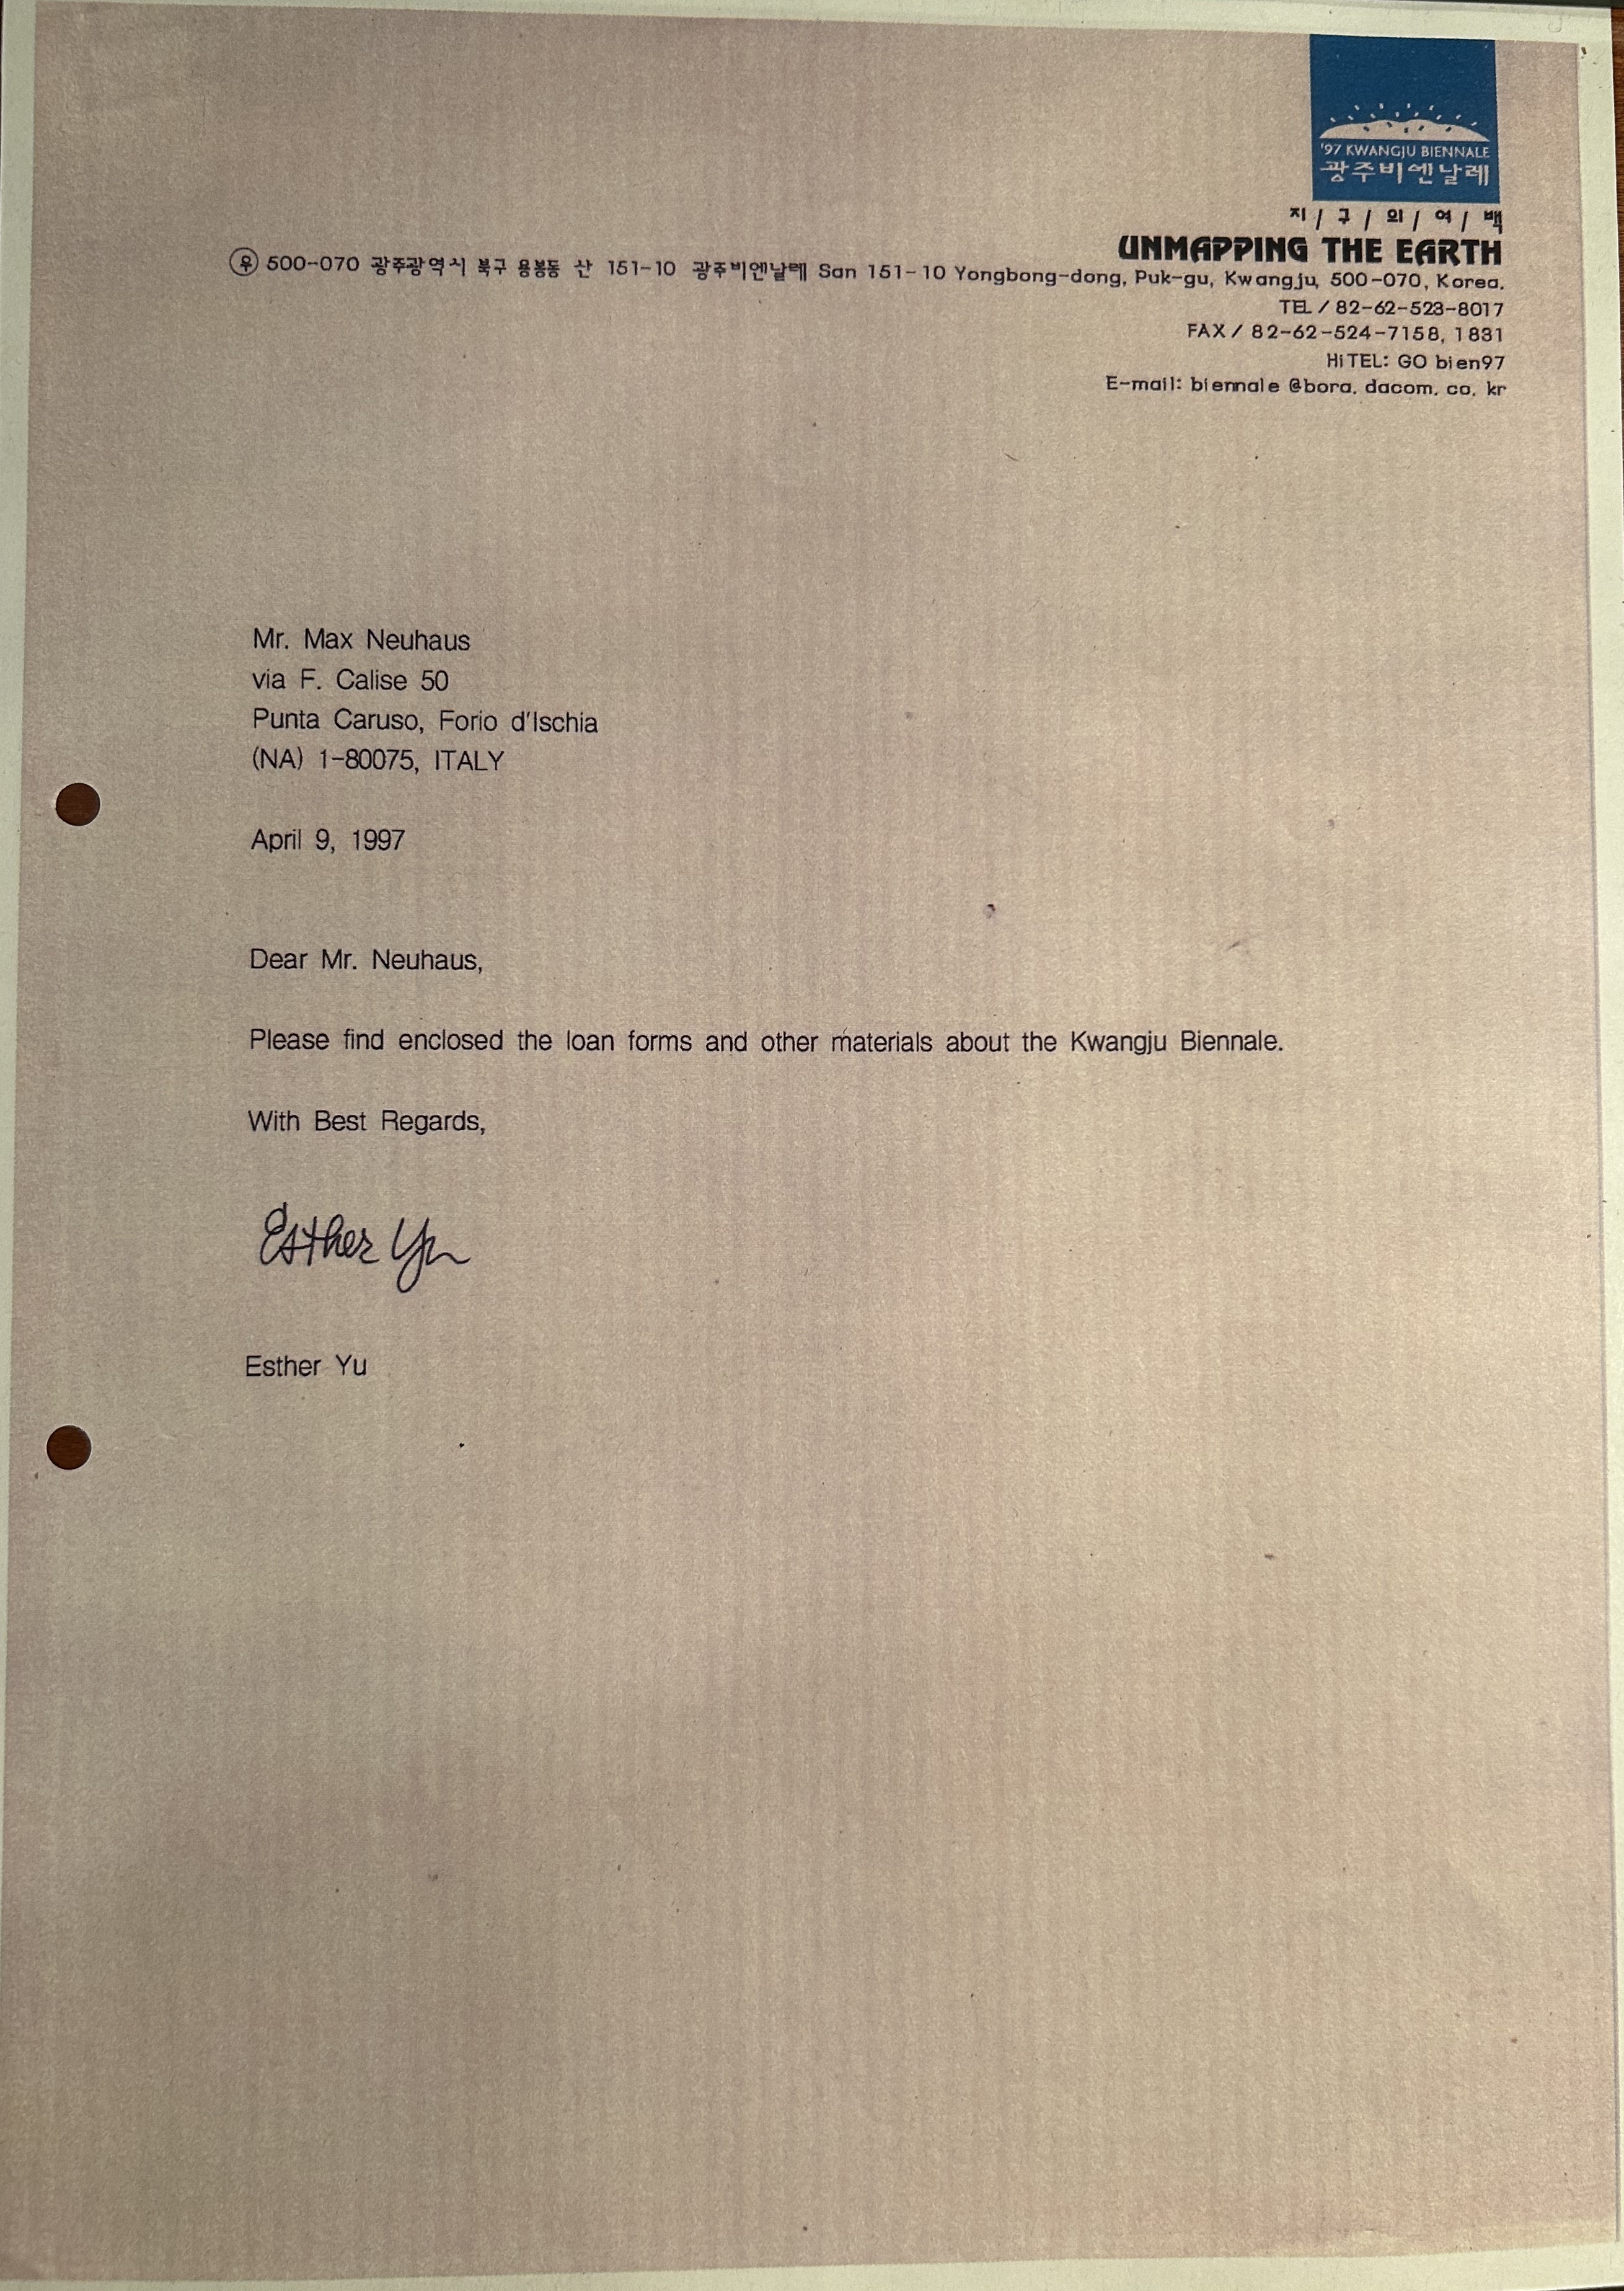 '97 KWANGJU BIENNALE
광주비엔날레
지 / 구 / 의 / 여 / 백
UNMAPPING THE EARTH
우 500-070 광주광역시 북구 용봉동 산 151-10 광주비엔날레 San 151-10 Yongbong-dong, Puk-gu, Kwangju, 500-070, Korea.
TEL / 82-62-523-8017
FAX / 82-62-524-7158, 1831
HiTEL: GO bien97
E-mail: biennale @bora. dacom. co. kr
Mr. Max Neuhaus
via F. Calise 50
Punta Caruso, Forio d'Ischia
(NA) 1-80075, ITALY
April 9, 1997
Dear Mr. Neuhaus,
Please find enclosed the loan forms and other materials about the Kwangju Biennale.
With Best Regards,
Esther Yu
Esther Yu